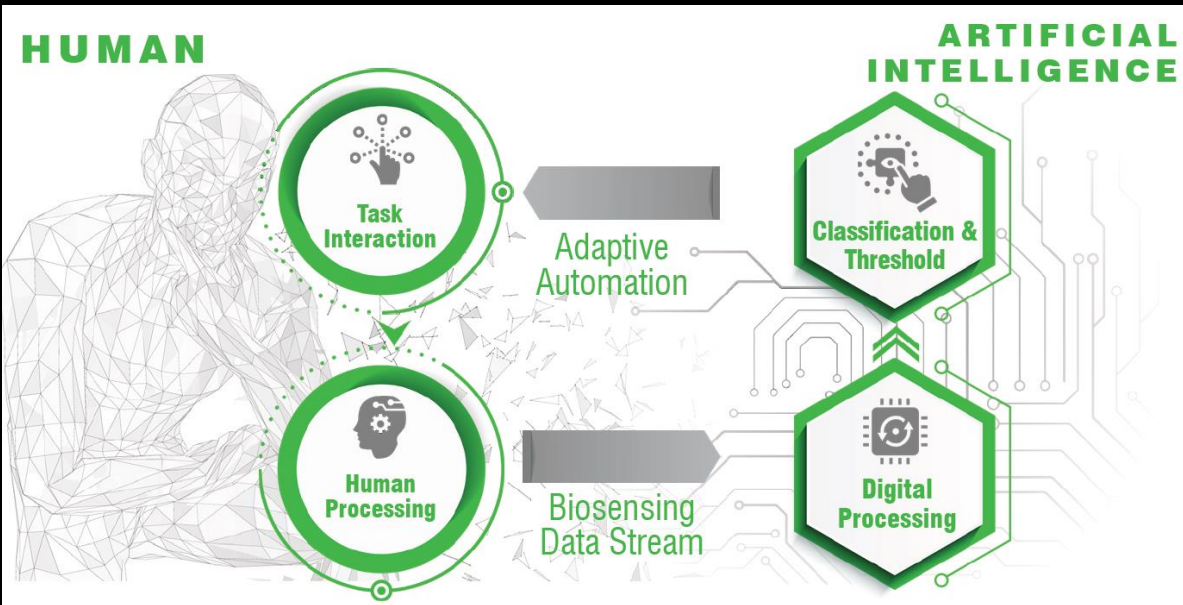 HUMAN
ARTIFICIAL
INTELLIGENCE
Task
Interaction
Adaptive
Automation
Classification &
Threshold
Human
Processing
Biosensing
Data Stream
Digital
Processing